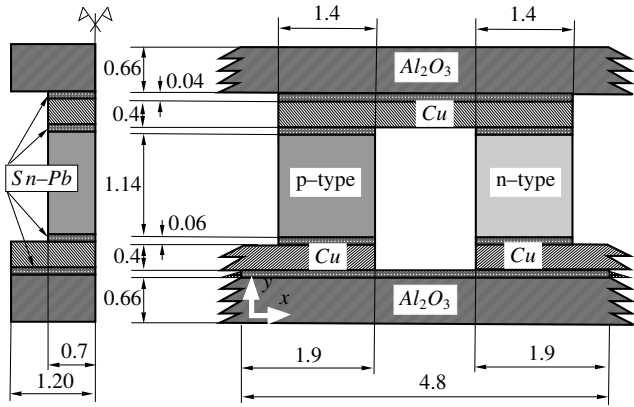 1.4 1.4
0.66 Al2O3
0.04
0.4 Cu
Sn–Pb p–type n–type
1.14
0.06
0.4 Cu Cu
y
x
0.66 Al2O3
0.7 1.9 1.9
1.20 4.8